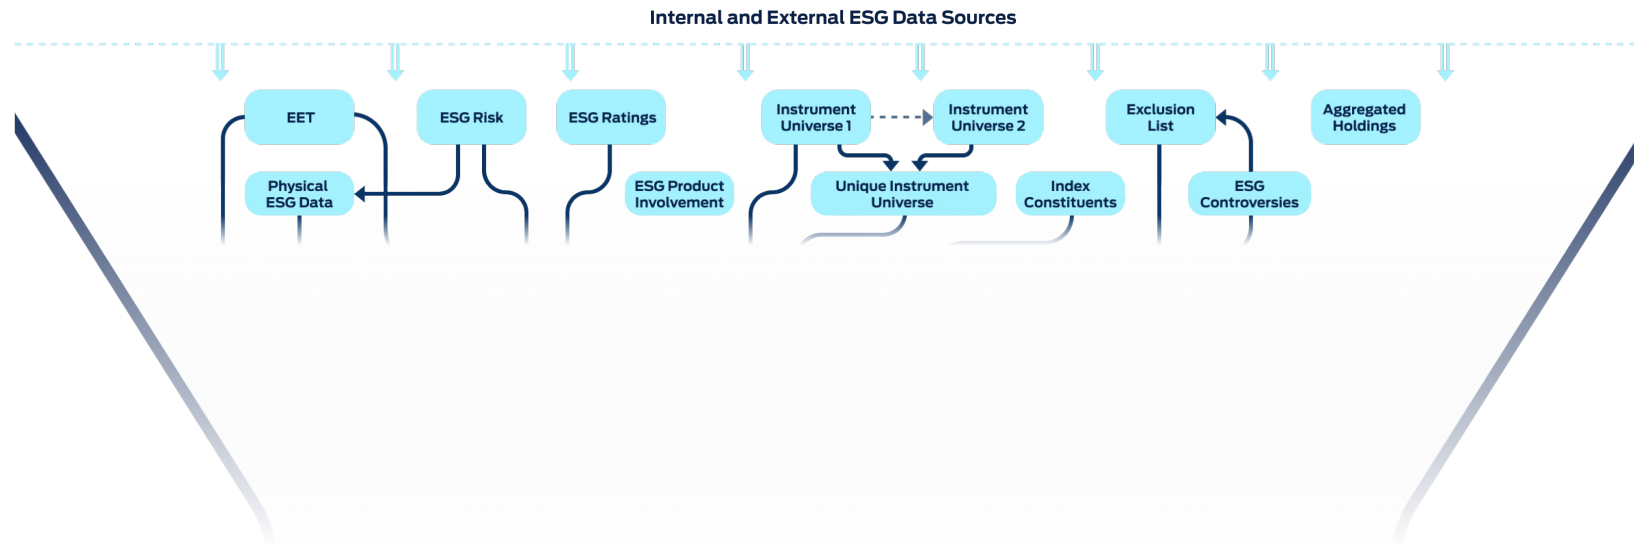 Internal and External ESG Data Sources
EET
ESG Risk
ESG Ratings
Instrument
Universe 1
Instrument
Universe 2
Exclusion
List
Aggregated
Holdings
Physical
ESG Data
ESG Product
Involvement
Unique Instrument
Universe
Index
Constituents
ESG
Controversies